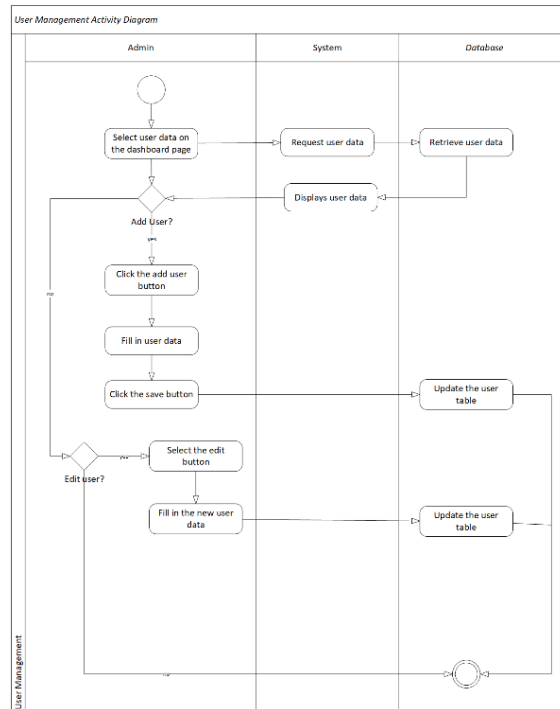 User Management Activity Diagram
Admin
System
Database
Select user data on
the dashboard page
Request user data
Retrieve user data
Displays user data
Add User?
yes
no
Click the add user
button
Fill in user data
Click the save button
Update the user
table
Edit user?
yes
Select the edit
button
Fill in the new user
data
Update the user
table
no
User Management